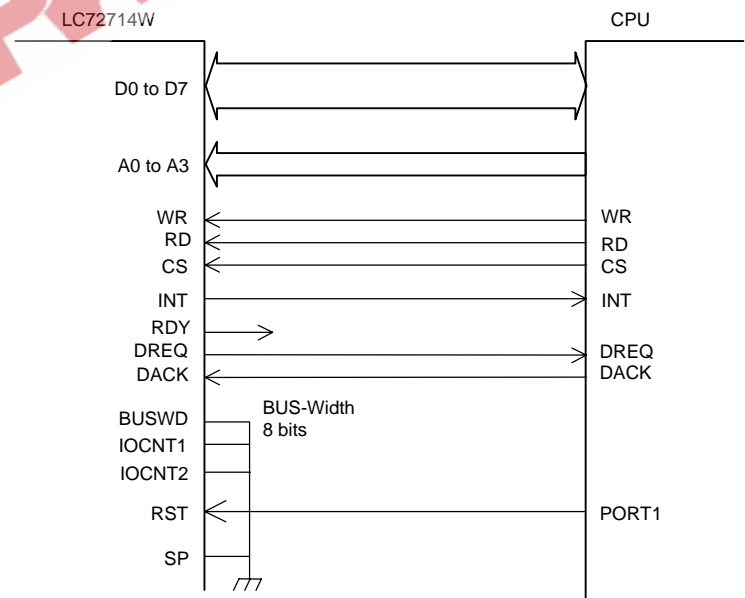 LC72714W CPU
D0 to D7
A0 to A3
WR WR
RD RD
CS CS
INT INT
RDY
DREQ DREQ
DACK DACK
BUSWD BUS-Width
8 bits
IOCNT1
IOCNT2
RST PORT1
SP